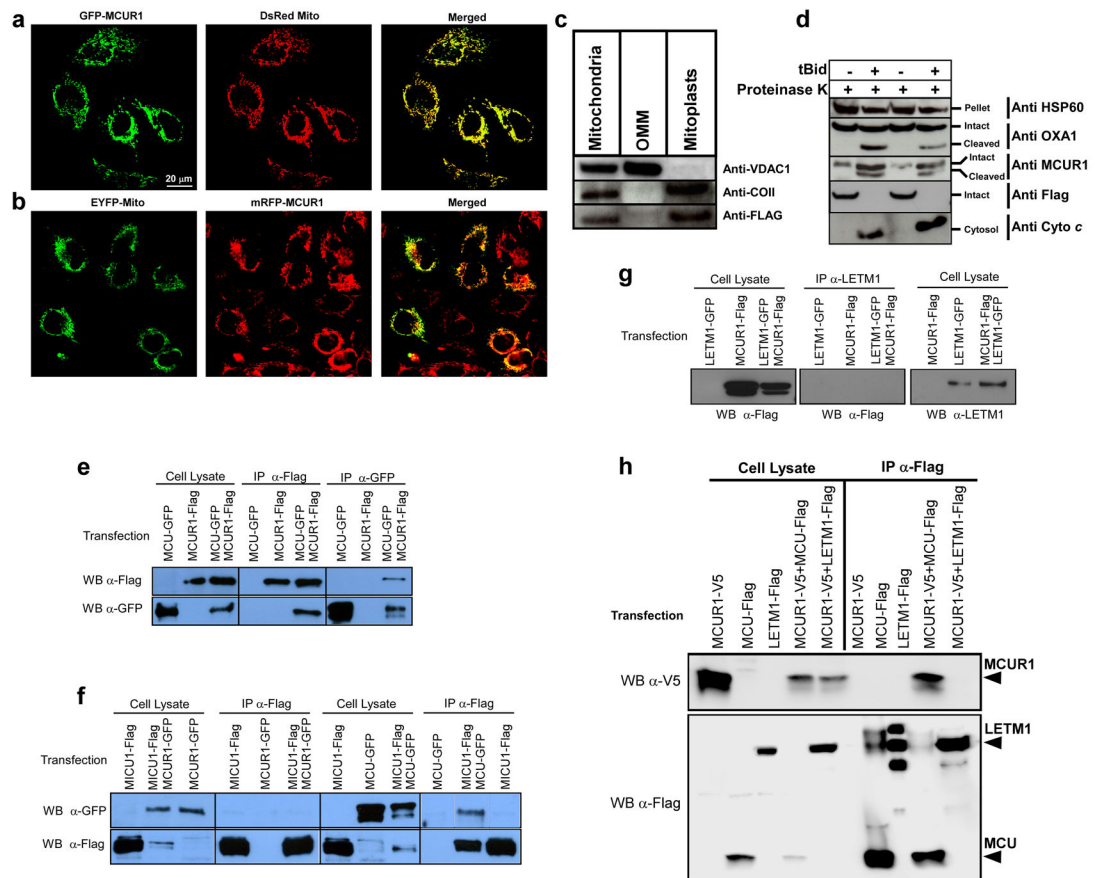 a
GFP-MCUR1
DsRed Mito
Merged
20 μm
b
EYFP-Mito
mRFP-MCUR1
Merged
c
Mitochondria
OMM
Mitoplasts
Anti-VDAC1
Anti-COII
Anti-FLAG
d
tBid - + - +
Proteinase K + + + +
Pellet
Anti HSP60
Intact
Anti OXA1
Cleaved
Intact
Anti MCUR1
Cleaved
Intact
Anti Flag
Cytosol
Anti Cyto c
g
Cell Lysate
IP α-LETM1
Cell Lysate
Transfection
LETM1-GFP
MCUR1-Flag
LETM1-GFP
MCUR1-Flag
LETM1-GFP
MCUR1-Flag
LETM1-GFP
MCUR1-Flag
MCUR1-Flag
LETM1-GFP
MCUR1-Flag
LETM1-GFP
WB α-Flag
WB α-Flag
WB α-LETM1
e
Cell Lysate
IP α-Flag
IP α-GFP
Transfection
MCU-GFP
MCUR1-Flag
MCU-GFP
MCUR1-Flag
MCU-GFP
MCUR1-Flag
MCU-GFP
MCUR1-Flag
MCU-GFP
MCUR1-Flag
MCU-GFP
MCUR1-Flag
WB α-Flag
WB α-GFP
f
Cell Lysate
IP α-Flag
Cell Lysate
IP α-Flag
Transfection
MICU1-Flag
MICU1-Flag
MCUR1-GFP
MCUR1-GFP
MICU1-Flag
MCUR1-GFP
MICU1-Flag
MCUR1-GFP
MICU1-Flag
MCU-GFP
MICU1-Flag
MCU-GFP
MCU-GFP
MICU1-Flag
MCU-GFP
MICU1-Flag
WB α-GFP
WB α-Flag
h
Cell Lysate
IP α-Flag
Transfection
MCUR1-V5
MCU-Flag
LETM1-Flag
MCUR1-V5+MCU-Flag
MCUR1-V5+LETM1-Flag
MCUR1-V5
MCU-Flag
LETM1-Flag
MCUR1-V5+MCU-Flag
MCUR1-V5+LETM1-Flag
WB α-V5
MCUR1
LETM1
WB α-Flag
MCU